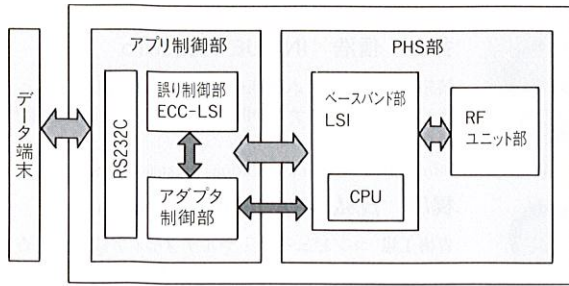 アプリ制御部
PHS部
データ端末
RS232C
誤り制御部
ECC-LSI
アダプタ
制御部
ベースバンド部
LSI
CPU
RF
ユニット部